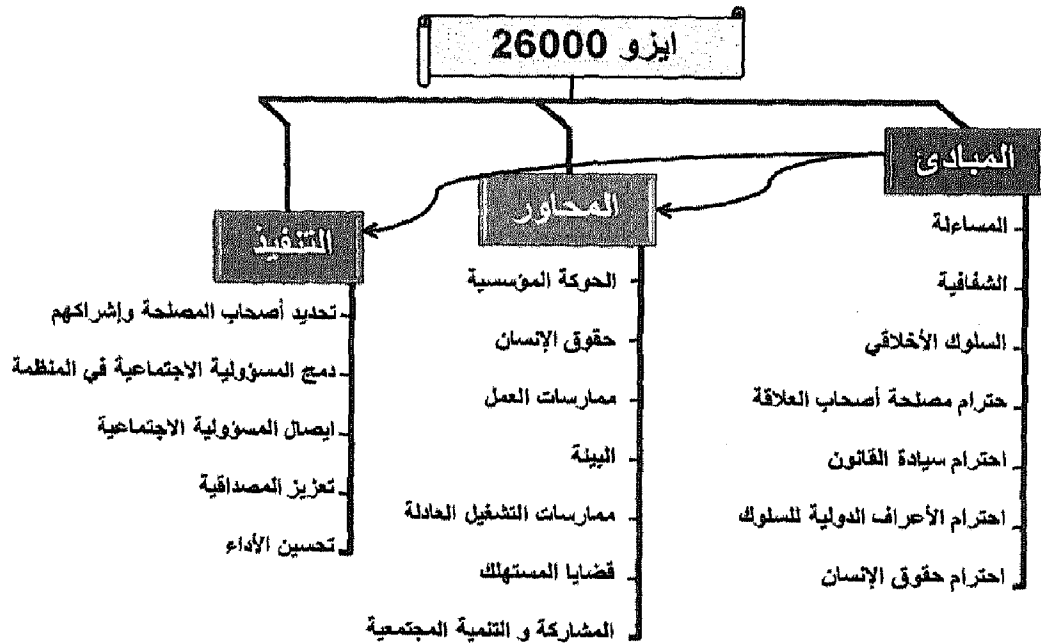 ايزو 26000
المبادئ
المساءلة
الشفافية
السلوك الأخلاقي
حترام مصلحة أصحاب العلاقة
احترام سيادة القانون
احترام الأعراف الدولية للسلوك
احترام حقوق الإنسان
المحاور
الحوكة المؤسسية
حقوق الإنسان
ممارسات العمل
البيئة
ممارسات التشغيل العادلة
قضايا المستهلك
المشاركة و التنمية المجتمعية
التنفيذ
تحديد أصحاب المصلحة وإشراكهم
دمج المسؤولية الاجتماعية في المنظمة
ايصال المسؤولية الاجتماعية
تعزيز المصداقية
تحسين الأداء